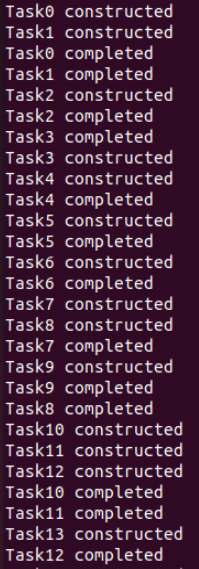 Task0 constructed
Task1 constructed
Task0 completed
Task1 completed
Task2 constructed
Task2 completed
Task3 completed
Task3 constructed
Task4 constructed
Task4 completed
Task5 constructed
Task5 completed
Task6 constructed
Task6 completed
Task7 constructed
Task8 constructed
Task7 completed
Task9 constructed
Task9 completed
Task8 completed
Task10 constructed
Task11 constructed
Task12 constructed
Task10 completed
Task11 completed
Task13 constructed
Task12 completed